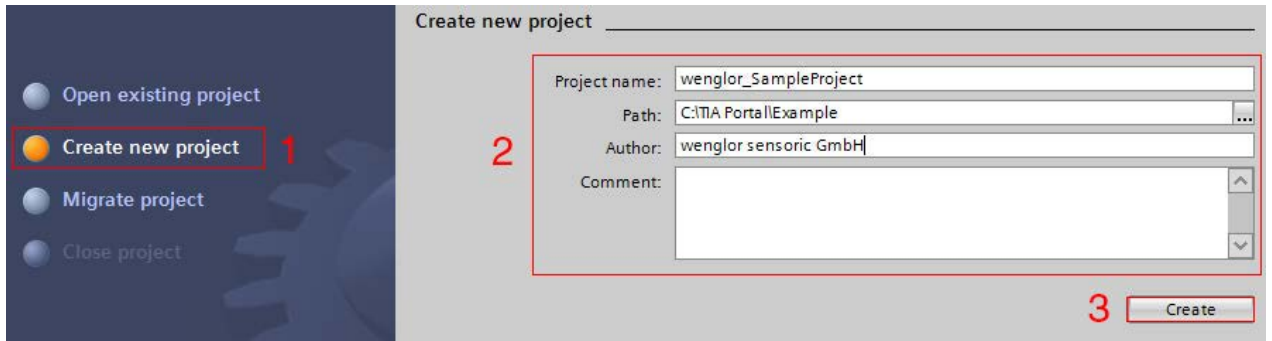 Create new project
Open existing project
Create new project
1
Migrate project
Close project
2
Project name: wenglor_SampleProject
Path: C:\TIA Portal\Example ...
Author: wenglor sensoric GmbH
Comment:
3
Create